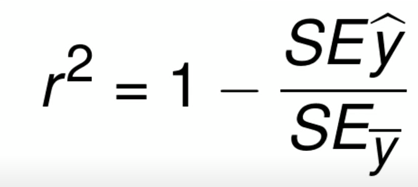 r² = 1 − SEŷ / SEȳ